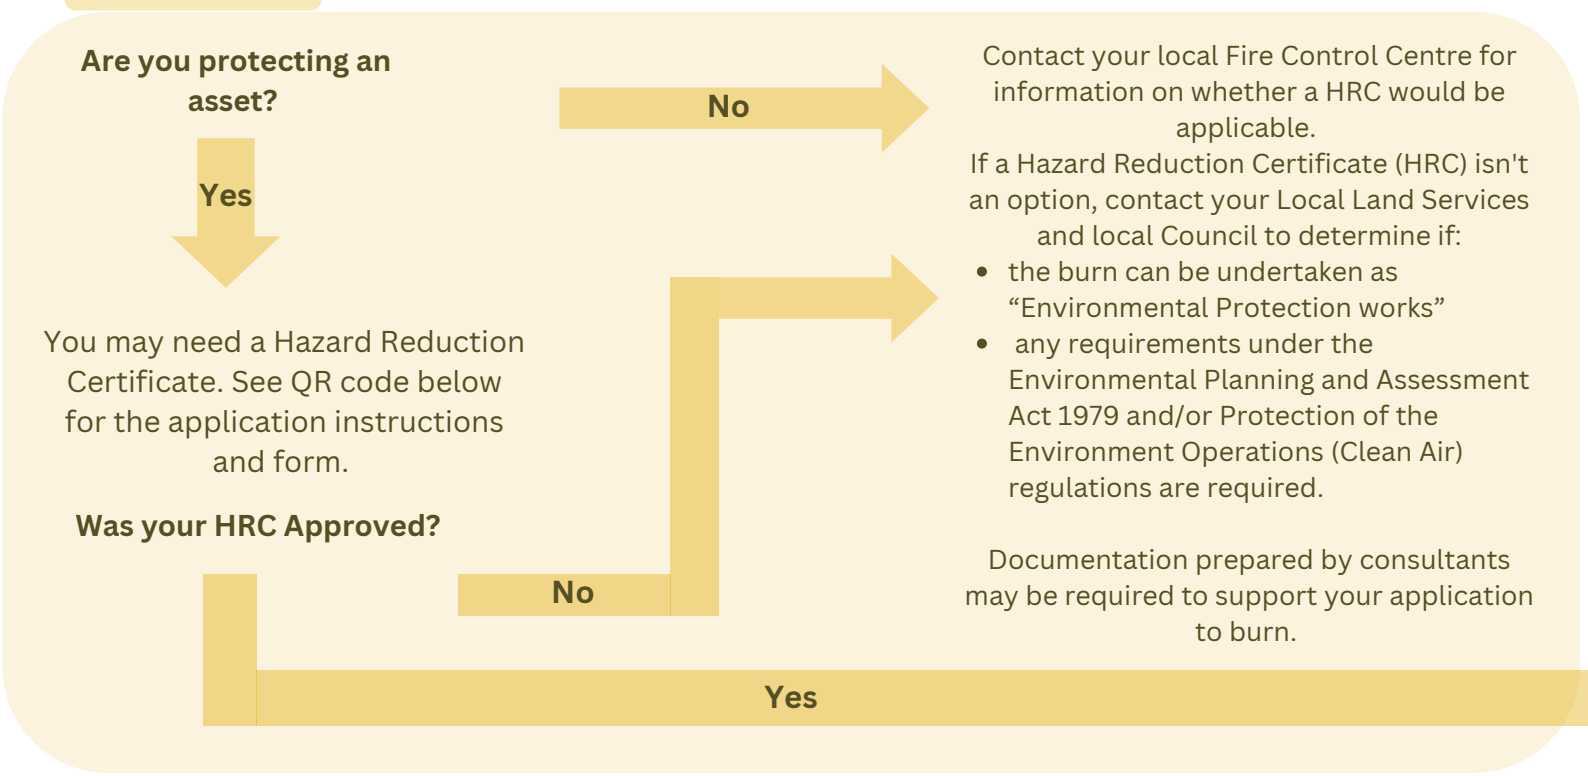 Are you protecting an
asset?
Yes
You may need a Hazard Reduction
Certificate. See QR code below
for the application instructions
and form.
Was your HRC Approved?
No
Contact your local Fire Control Centre for
information on whether a HRC would be
applicable.
If a Hazard Reduction Certificate (HRC) isn't
an option, contact your Local Land Services
and local Council to determine if:
• the burn can be undertaken as
“Environmental Protection works”
• any requirements under the
Environmental Planning and Assessment
Act 1979 and/or Protection of the
Environment Operations (Clean Air)
regulations are required.
Documentation prepared by consultants
may be required to support your application
to burn.
No
Yes